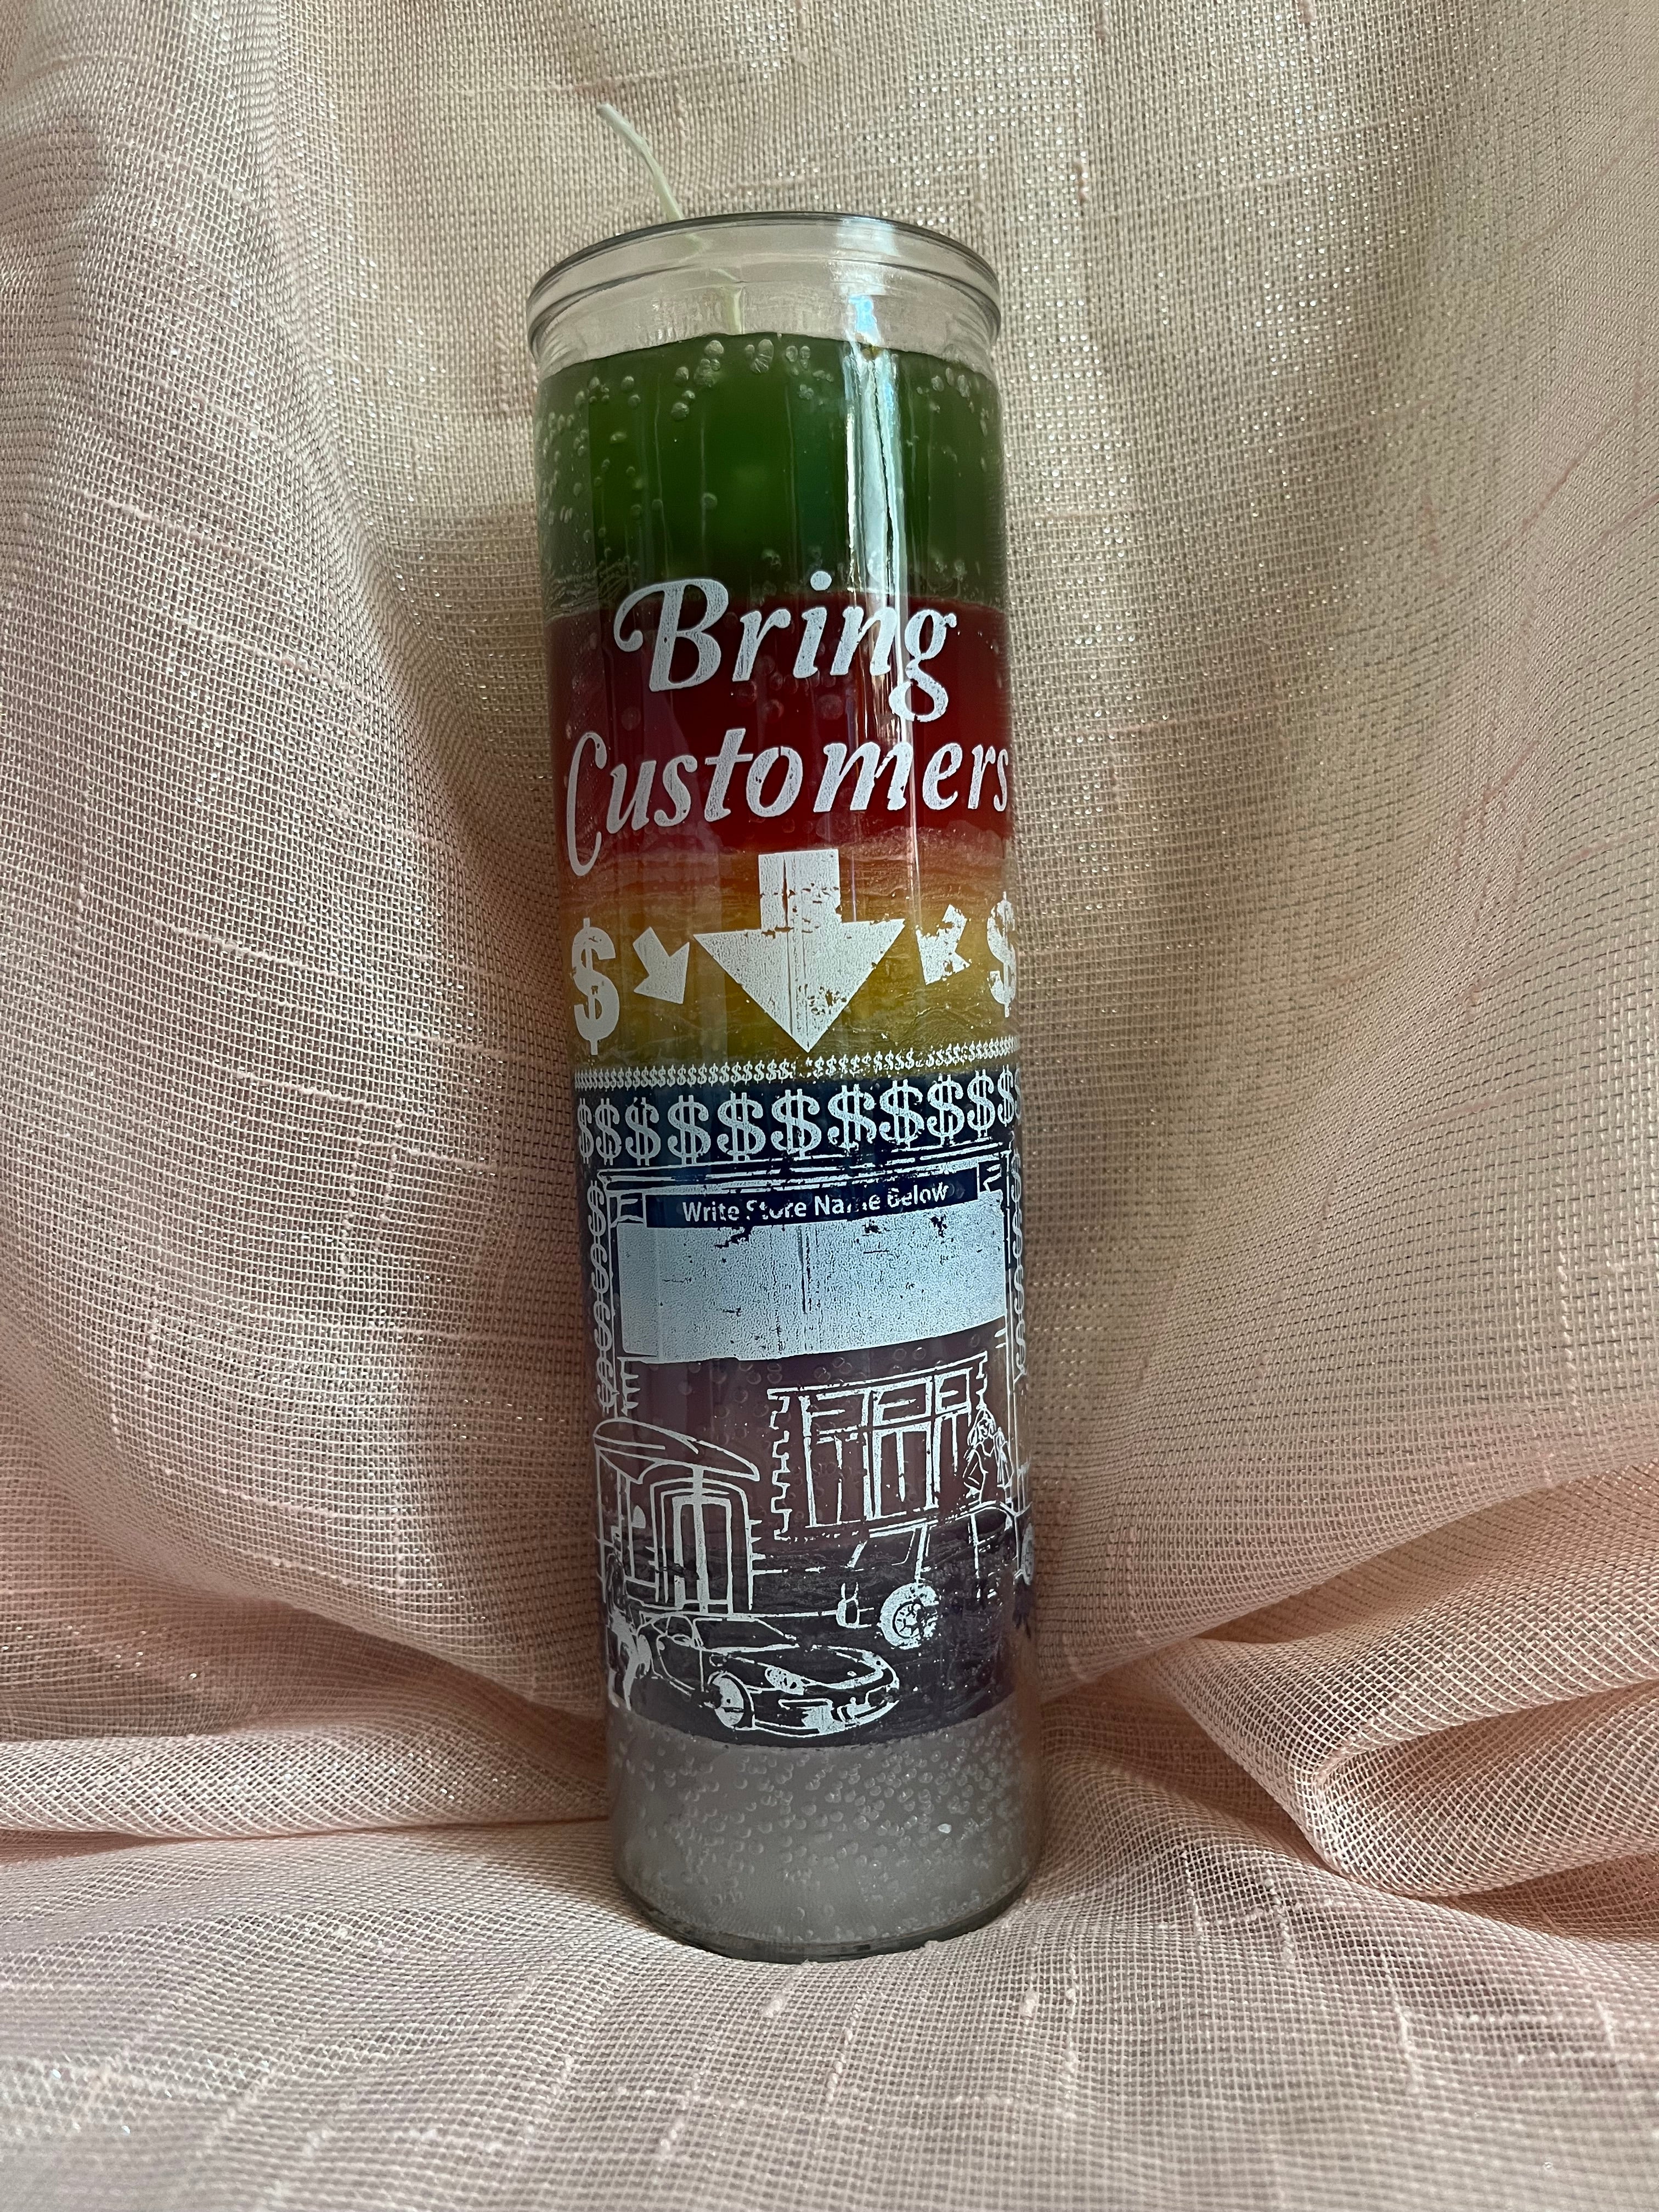 Bring
Customers
$ $
$$$$$$$$$$$
Write Store Name Below